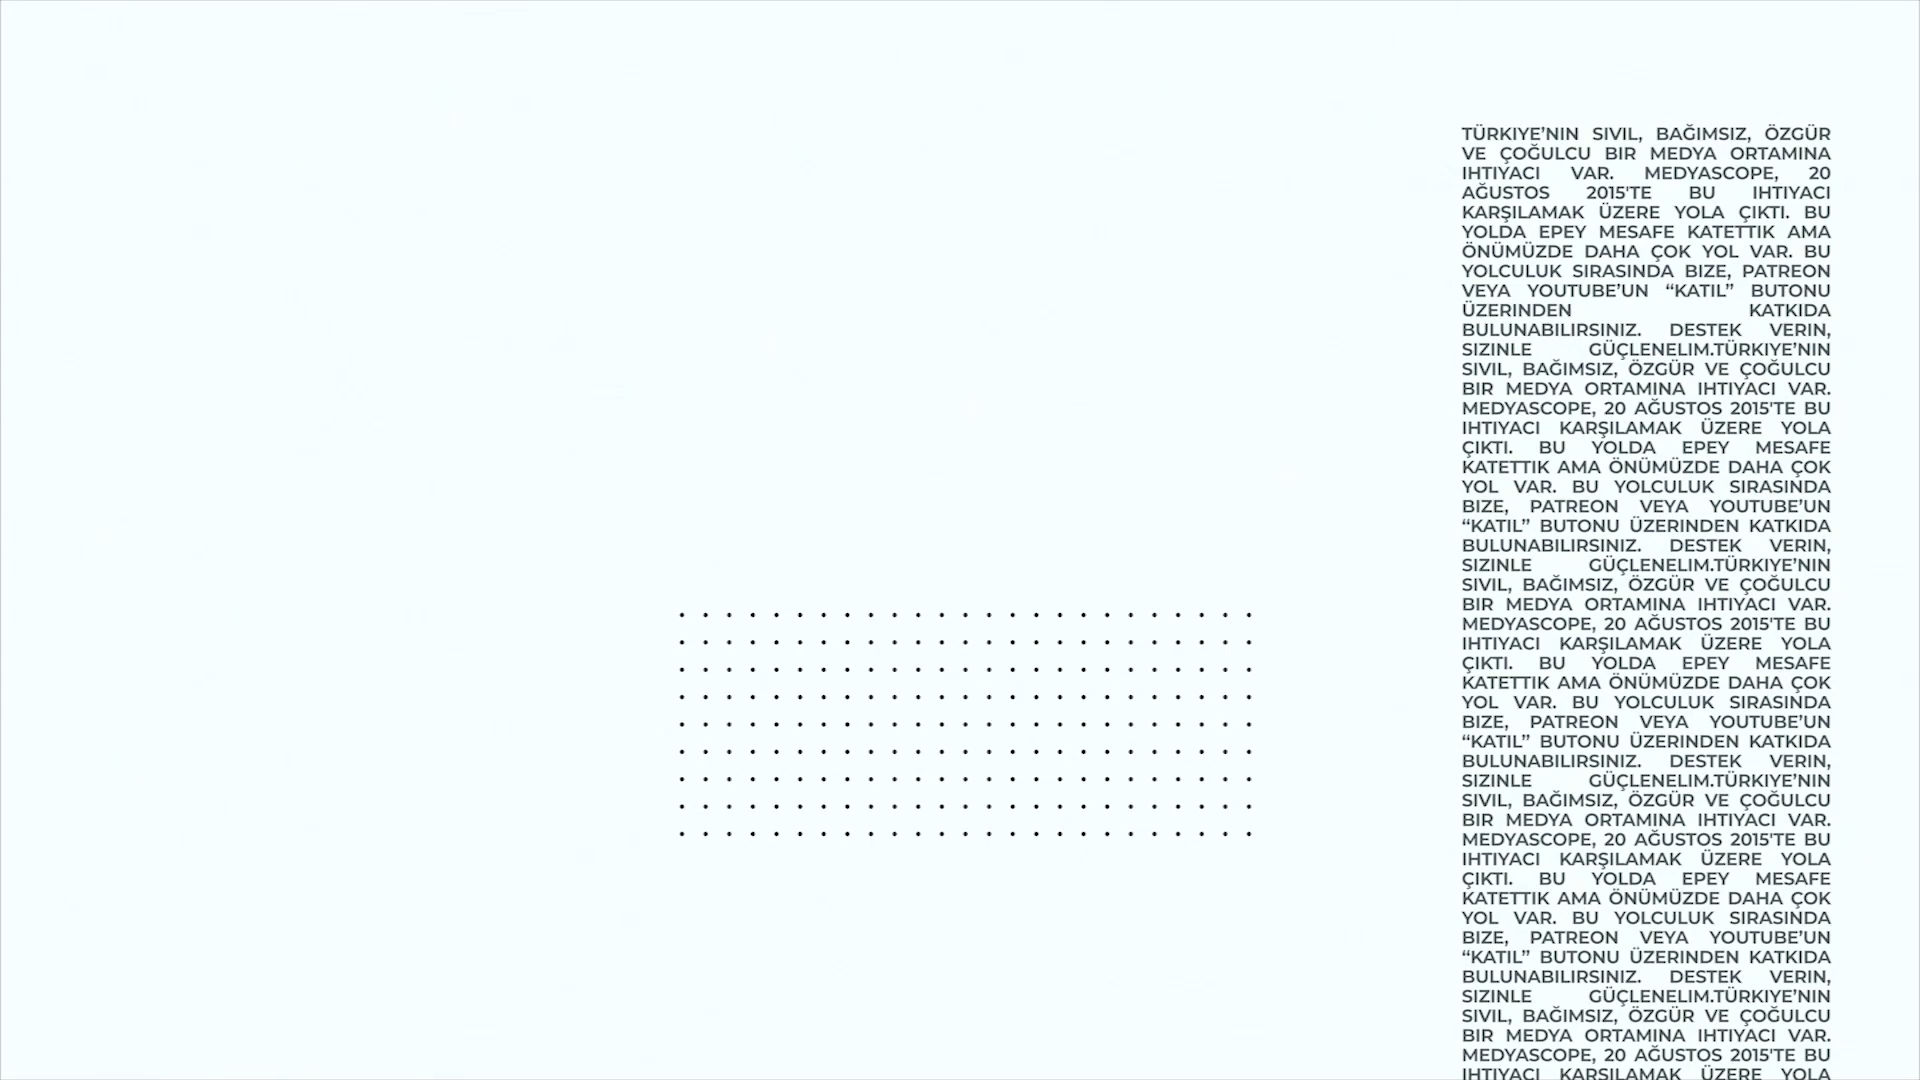 TÜRKIYE’NIN SIVIL, BAĞIMSIZ, ÖZGÜR
VE ÇOĞULCU BIR MEDYA ORTAMINA
IHTIYACI VAR. MEDYASCOPE, 20
AĞUSTOS 2015'TE BU IHTIYACI
KARŞILAMAK ÜZERE YOLA ÇIKTI. BU
YOLDA EPEY MESAFE KATETTIK AMA
ÖNÜMÜZDE DAHA ÇOK YOL VAR. BU
YOLCULUK SIRASINDA BIZE, PATREON
VEYA YOUTUBE’UN “KATIL” BUTONU
ÜZERINDEN KATKIDA
BULUNABILIRSINIZ. DESTEK VERIN,
SIZINLE GÜÇLENELIM.TÜRKIYE’NIN
SIVIL, BAĞIMSIZ, ÖZGÜR VE ÇOĞULCU
BIR MEDYA ORTAMINA IHTIYACI VAR.
MEDYASCOPE, 20 AĞUSTOS 2015'TE BU
IHTIYACI KARŞILAMAK ÜZERE YOLA
ÇIKTI. BU YOLDA EPEY MESAFE
KATETTIK AMA ÖNÜMÜZDE DAHA ÇOK
YOL VAR. BU YOLCULUK SIRASINDA
BIZE, PATREON VEYA YOUTUBE’UN
“KATIL” BUTONU ÜZERINDEN KATKIDA
BULUNABILIRSINIZ. DESTEK VERIN,
SIZINLE GÜÇLENELIM.TÜRKIYE’NIN
SIVIL, BAĞIMSIZ, ÖZGÜR VE ÇOĞULCU
BIR MEDYA ORTAMINA IHTIYACI VAR.
MEDYASCOPE, 20 AĞUSTOS 2015'TE BU
IHTIYACI KARŞILAMAK ÜZERE YOLA
ÇIKTI. BU YOLDA EPEY MESAFE
KATETTIK AMA ÖNÜMÜZDE DAHA ÇOK
YOL VAR. BU YOLCULUK SIRASINDA
BIZE, PATREON VEYA YOUTUBE’UN
“KATIL” BUTONU ÜZERINDEN KATKIDA
BULUNABILIRSINIZ. DESTEK VERIN,
SIZINLE GÜÇLENELIM.TÜRKIYE’NIN
SIVIL, BAĞIMSIZ, ÖZGÜR VE ÇOĞULCU
BIR MEDYA ORTAMINA IHTIYACI VAR.
MEDYASCOPE, 20 AĞUSTOS 2015'TE BU
IHTIYACI KARŞILAMAK ÜZERE YOLA
ÇIKTI. BU YOLDA EPEY MESAFE
KATETTIK AMA ÖNÜMÜZDE DAHA ÇOK
YOL VAR. BU YOLCULUK SIRASINDA
BIZE, PATREON VEYA YOUTUBE’UN
“KATIL” BUTONU ÜZERINDEN KATKIDA
BULUNABILIRSINIZ. DESTEK VERIN,
SIZINLE GÜÇLENELIM.TÜRKIYE’NIN
SIVIL, BAĞIMSIZ, ÖZGÜR VE ÇOĞULCU
BIR MEDYA ORTAMINA IHTIYACI VAR.
MEDYASCOPE, 20 AĞUSTOS 2015'TE BU
IHTIYACI KARŞILAMAK ÜZERE YOLA